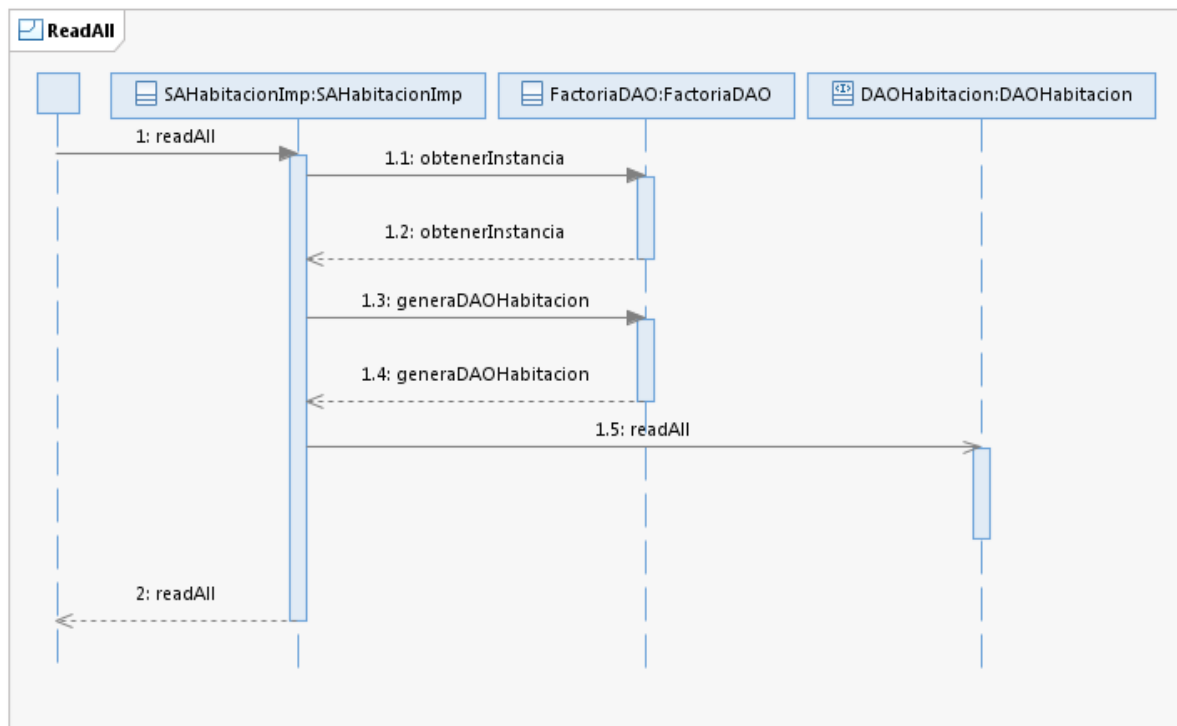 ReadAll
SAHabitacionImp:SAHabitacionImp
FactoriaDAO:FactoriaDAO
DAOHabitacion:DAOHabitacion
1: readAll
1.1: obtenerInstancia
1.2: obtenerInstancia
1.3: generaDAOHabitacion
1.4: generaDAOHabitacion
1.5: readAll
2: readAll